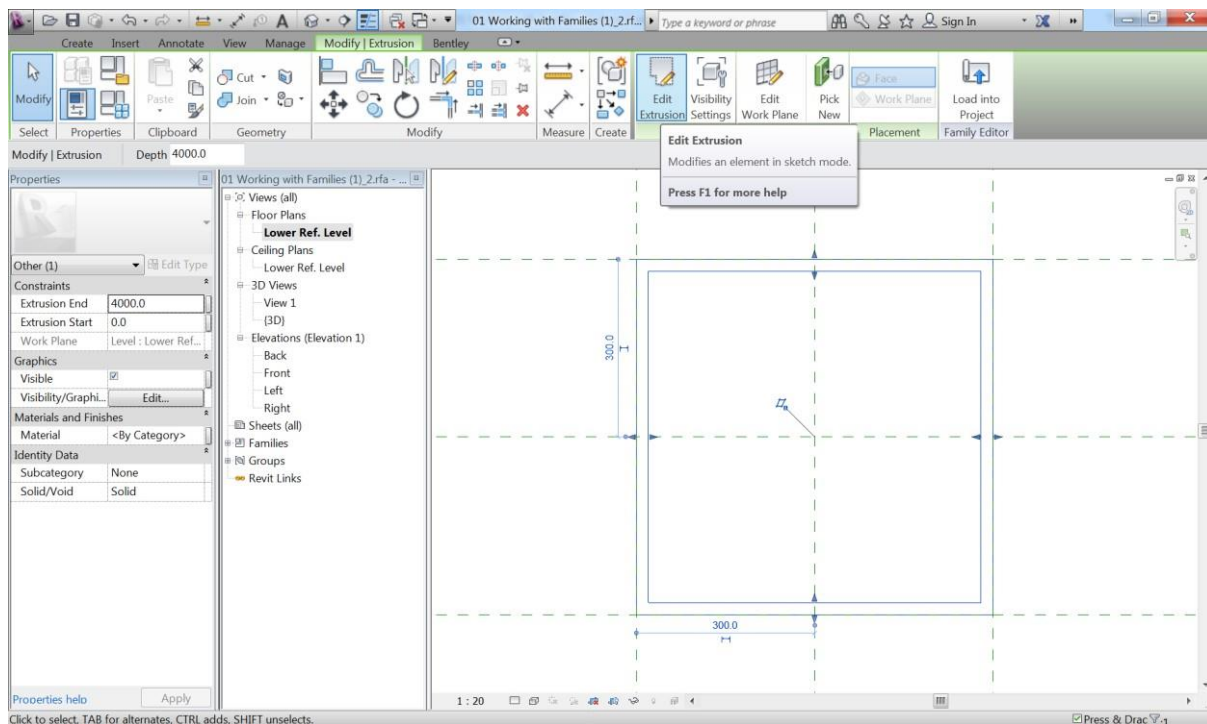 01 Working with Families (1)_2.rf...
Type a keyword or phrase
Sign In
Create Insert Annotate View Manage Modify | Extrusion Bentley
Modify
Paste
Cut
Join
Edit Extrusion
Visibility Settings
Edit Work Plane
Pick New
Face
Work Plane
Load into Project
Select Properties Clipboard Geometry Modify Measure Create Placement Family Editor
Edit Extrusion
Modifies an element in sketch mode.
Press F1 for more help
Modify | Extrusion Depth 4000.0
Properties
Other (1) Edit Type
Constraints
Extrusion End 4000.0
Extrusion Start 0.0
Work Plane Level : Lower Ref...
Graphics
Visible
Visibility/Graphi... Edit...
Materials and Finishes
Material <By Category>
Identity Data
Subcategory None
Solid/Void Solid
Properties help Apply
01 Working with Families (1)_2.rfa - ...
Views (all)
Floor Plans
Lower Ref. Level
Ceiling Plans
Lower Ref. Level
3D Views
View 1
{3D}
Elevations (Elevation 1)
Back
Front
Left
Right
Sheets (all)
Families
Groups
Revit Links
300.0
300.0
1 : 20
Click to select, TAB for alternates, CTRL adds, SHIFT unselects.
Press & Drac